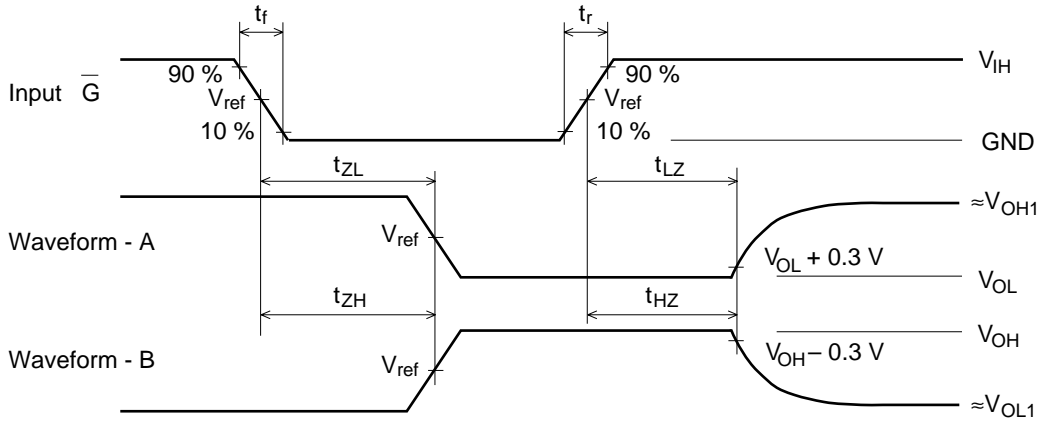 tf
tr
90 %
90 %
VIH
Input G̅
Vref
Vref
10 %
10 %
GND
tZL
tLZ
≈VOH1
Waveform - A
Vref
VOL + 0.3 V
VOL
tZH
tHZ
VOH
Waveform - B
Vref
VOH – 0.3 V
≈VOL1